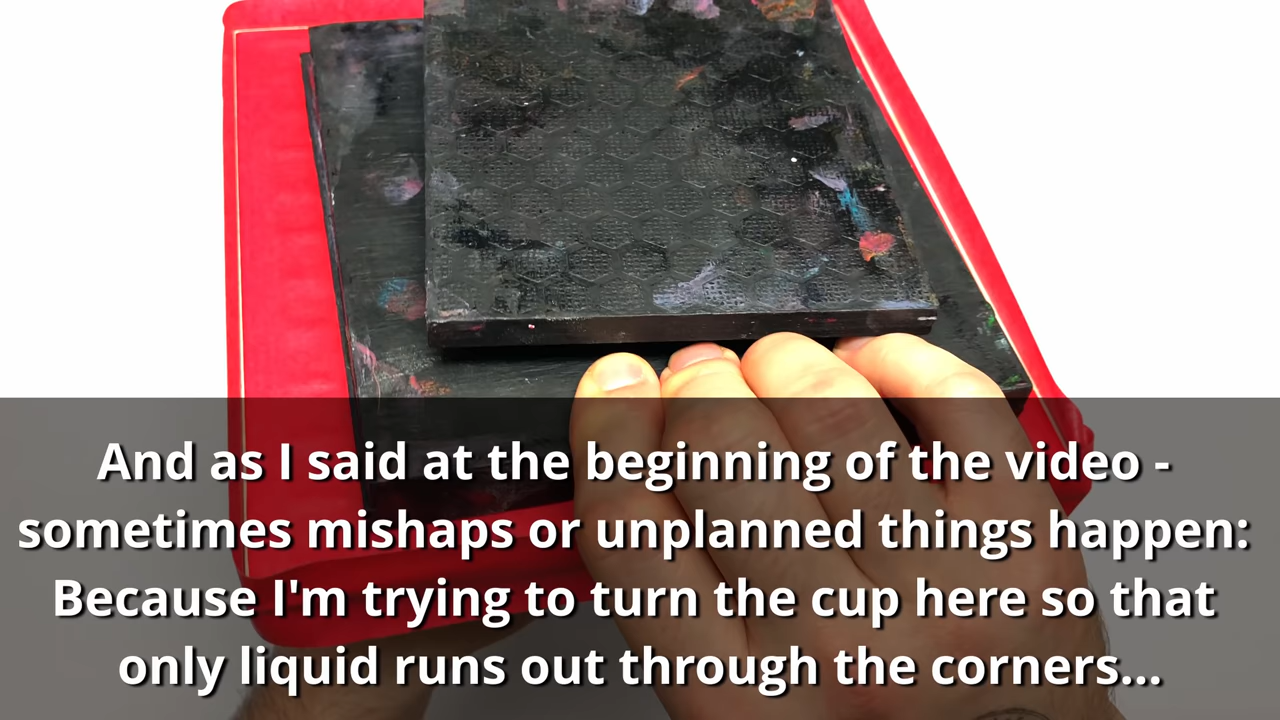 And as I said at the beginning of the video -
sometimes mishaps or unplanned things happen:
Because I'm trying to turn the cup here so that
only liquid runs out through the corners...